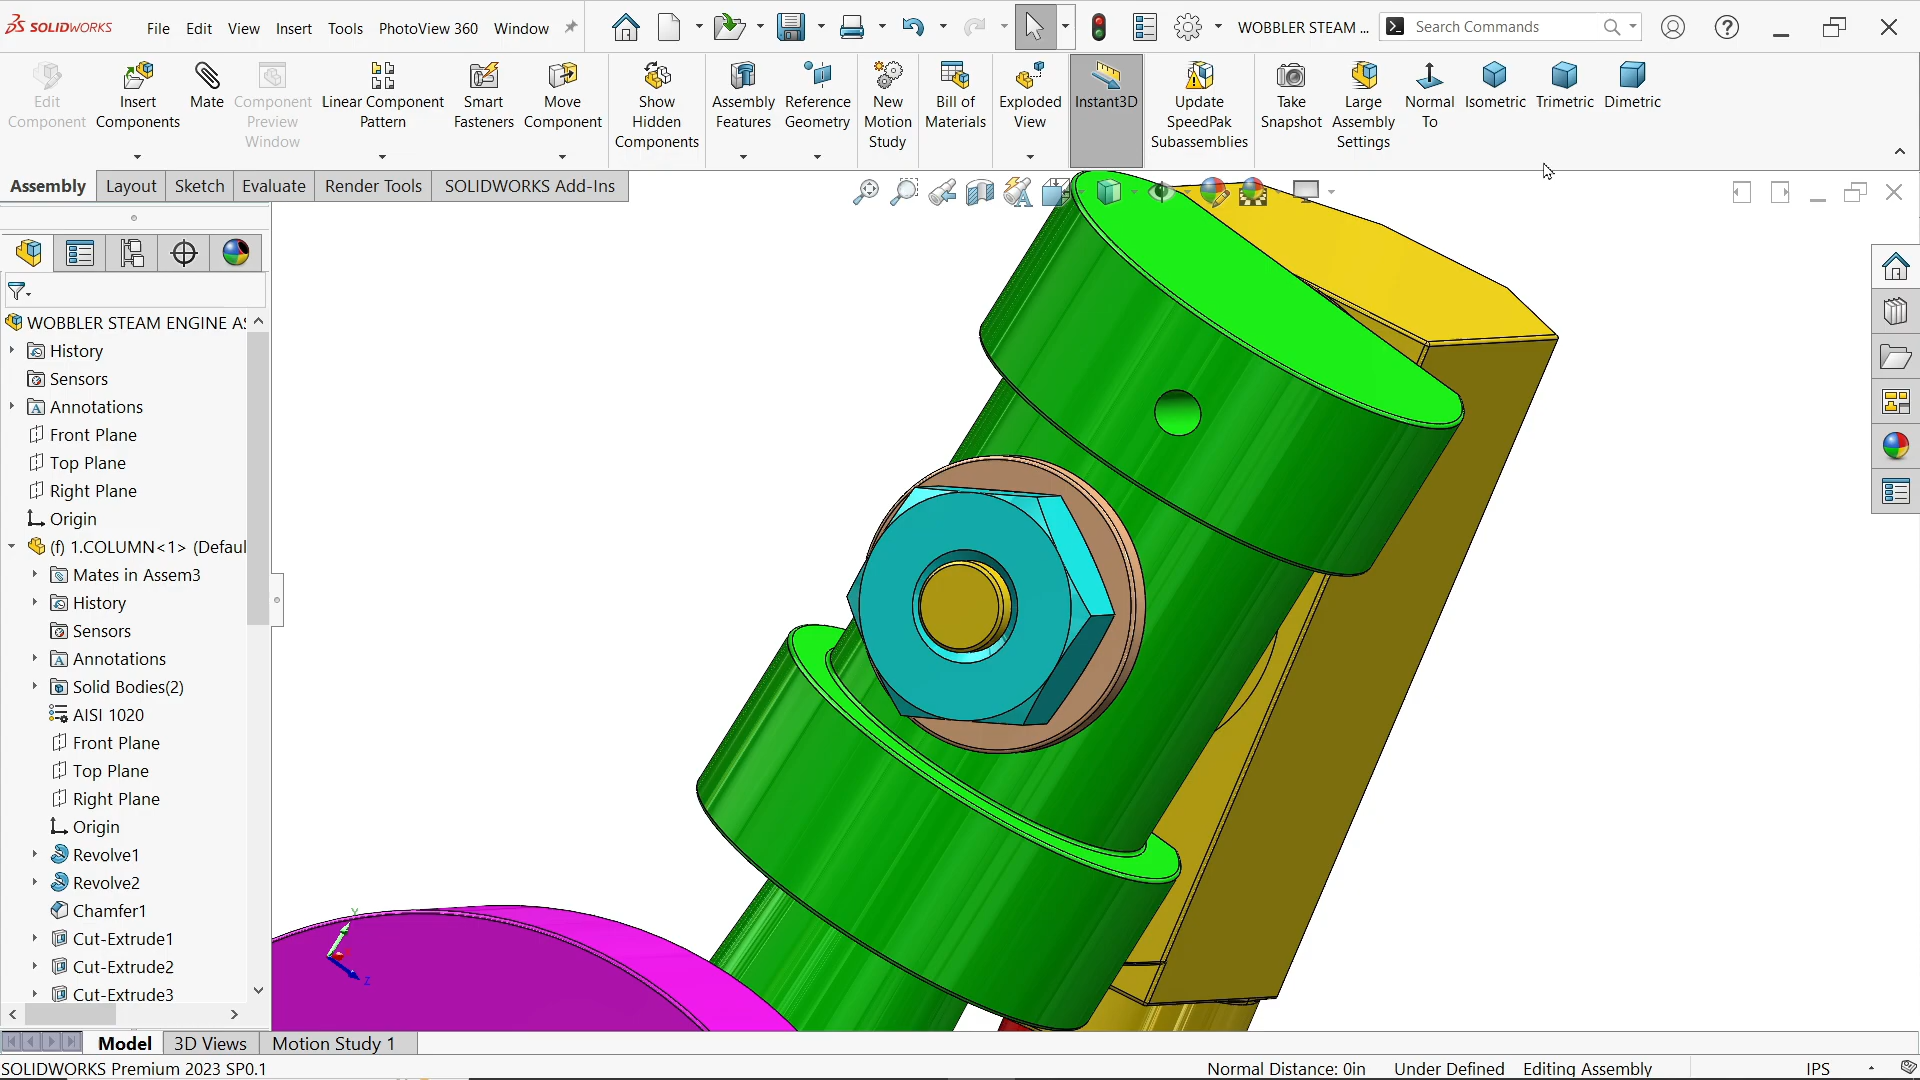 SOLIDWORKS File Edit View Insert Tools PhotoView 360 Window WOBBLER STEAM ... Search Commands
Edit Component
Insert Components
Mate
Component Preview Window
Linear Component Pattern
Smart Fasteners
Move Component
Show Hidden Components
Assembly Features
Reference Geometry
New Motion Study
Bill of Materials
Exploded View
Instant3D
Update SpeedPak Subassemblies
Take Snapshot
Large Assembly Settings
Normal To
Isometric
Trimetric
Dimetric
Assembly Layout Sketch Evaluate Render Tools SOLIDWORKS Add-Ins
WOBBLER STEAM ENGINE AS
History
Sensors
Annotations
Front Plane
Top Plane
Right Plane
Origin
(f) 1.COLUMN<1> (Defaul
Mates in Assem3
History
Sensors
Annotations
Solid Bodies(2)
AISI 1020
Front Plane
Top Plane
Right Plane
Origin
Revolve1
Revolve2
Chamfer1
Cut-Extrude1
Cut-Extrude2
Cut-Extrude3
Y
Z
Model 3D Views Motion Study 1
SOLIDWORKS Premium 2023 SP0.1 Normal Distance: 0in Under Defined Editing Assembly IPS